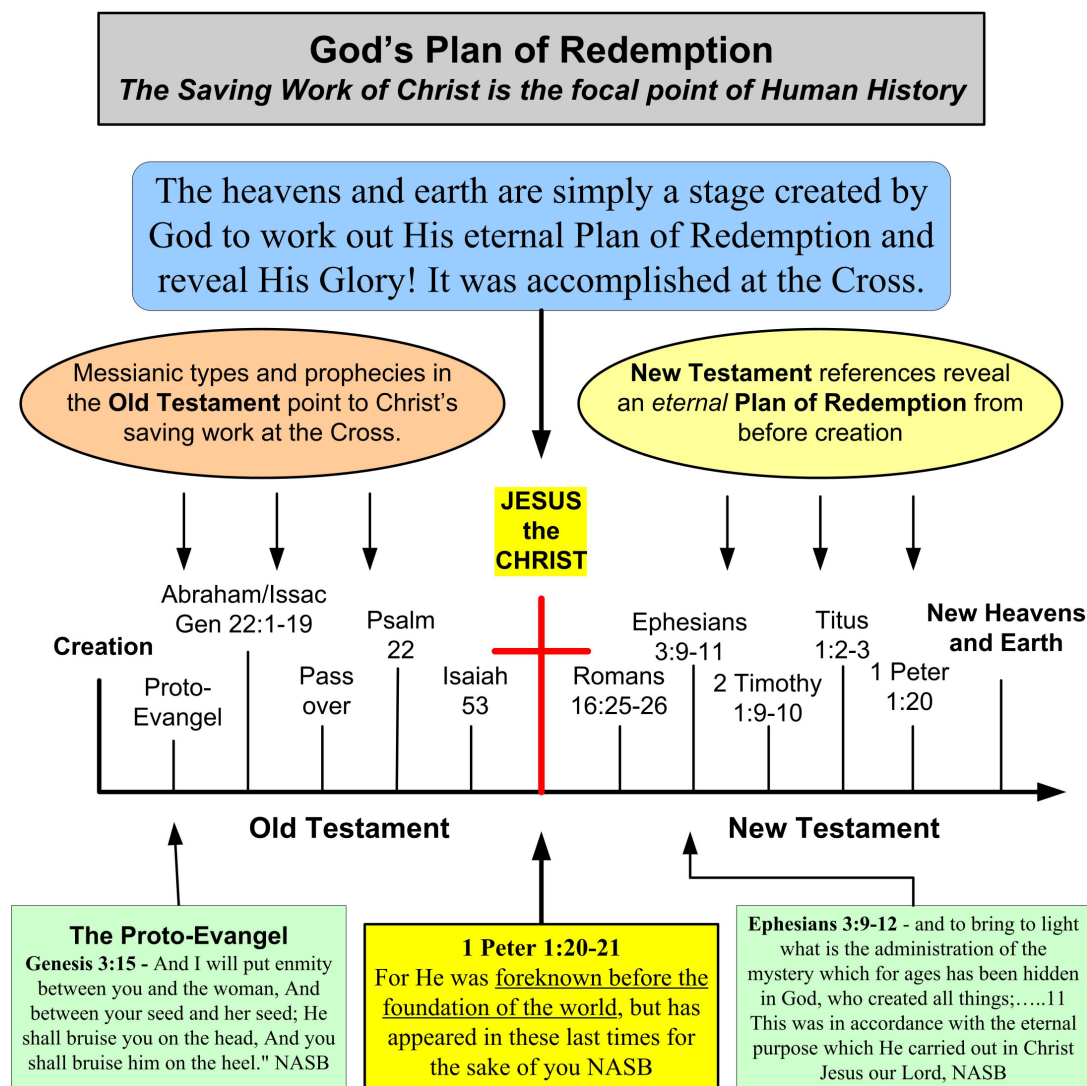 God's Plan of Redemption
The Saving Work of Christ is the focal point of Human History
The heavens and earth are simply a stage created by
God to work out His eternal Plan of Redemption and
reveal His Glory! It was accomplished at the Cross.
Messianic types and prophecies in
the Old Testament point to Christ's
saving work at the Cross.
New Testament references reveal
an eternal Plan of Redemption from
before creation
JESUS
the
CHRIST
Creation
Proto-
Evangel
Abraham/Issac
Gen 22:1-19
Pass
over
Psalm
22
Isaiah
53
Romans
16:25-26
Ephesians
3:9-11
2 Timothy
1:9-10
Titus
1:2-3
1 Peter
1:20
New Heavens
and Earth
Old Testament
New Testament
The Proto-Evangel
Genesis 3:15 - And I will put enmity
between you and the woman, And
between your seed and her seed; He
shall bruise you on the head, And you
shall bruise him on the heel." NASB
1 Peter 1:20-21
For He was foreknown before the
foundation of the world, but has
appeared in these last times for
the sake of you NASB
Ephesians 3:9-12 - and to bring to light
what is the administration of the
mystery which for ages has been hidden
in God, who created all things;…..11
This was in accordance with the eternal
purpose which He carried out in Christ
Jesus our Lord, NASB